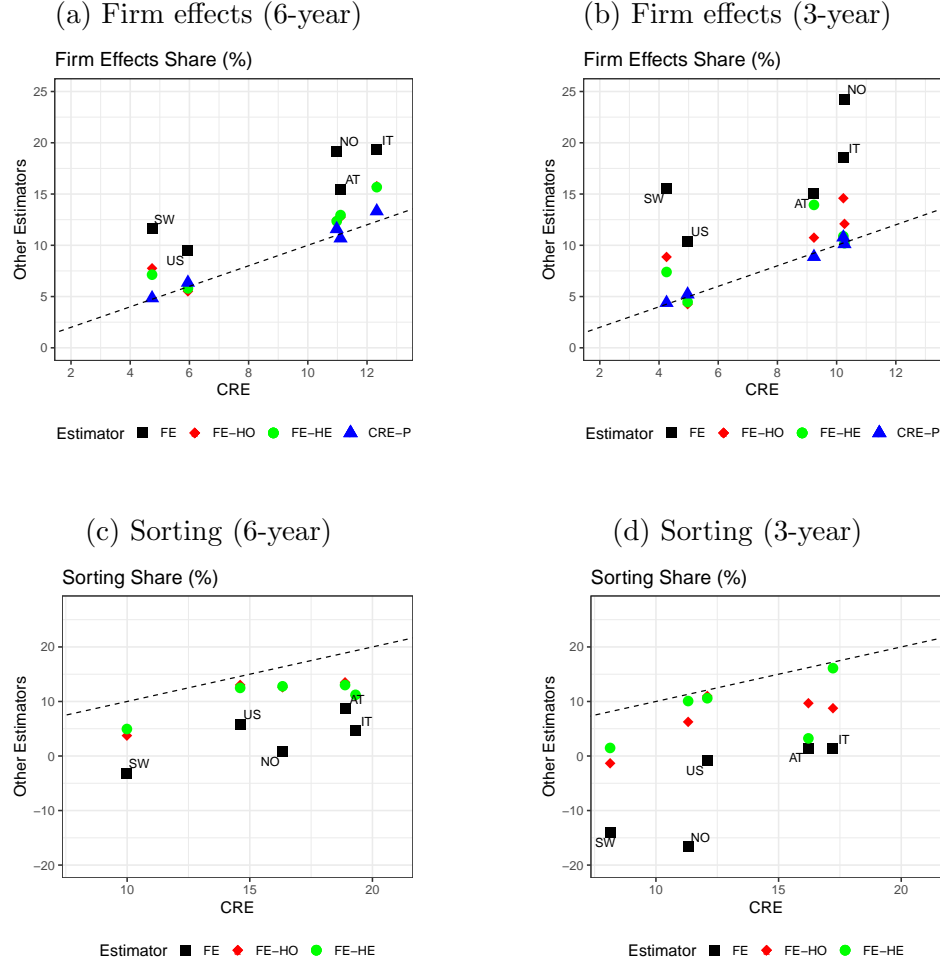 (a) Firm effects (6-year)
Firm Effects Share (%)
Other Estimators
25
20
15
10
5
0
NO
IT
AT
SW
US
2 4 6 8 10 12
CRE
Estimator FE FE−HO FE−HE CRE−P
(b) Firm effects (3-year)
Firm Effects Share (%)
Other Estimators
25
20
15
10
5
0
NO
IT
SW
AT
US
2 4 6 8 10 12
CRE
Estimator FE FE−HO FE−HE CRE−P
(c) Sorting (6-year)
Sorting Share (%)
Other Estimators
20
10
0
−10
−20
AT
US
IT
NO
SW
10 15 20
CRE
Estimator FE FE−HO FE−HE
(d) Sorting (3-year)
Sorting Share (%)
Other Estimators
20
10
0
−10
−20
IT
AT
US
NO
SW
10 15 20
CRE
Estimator FE FE−HO FE−HE